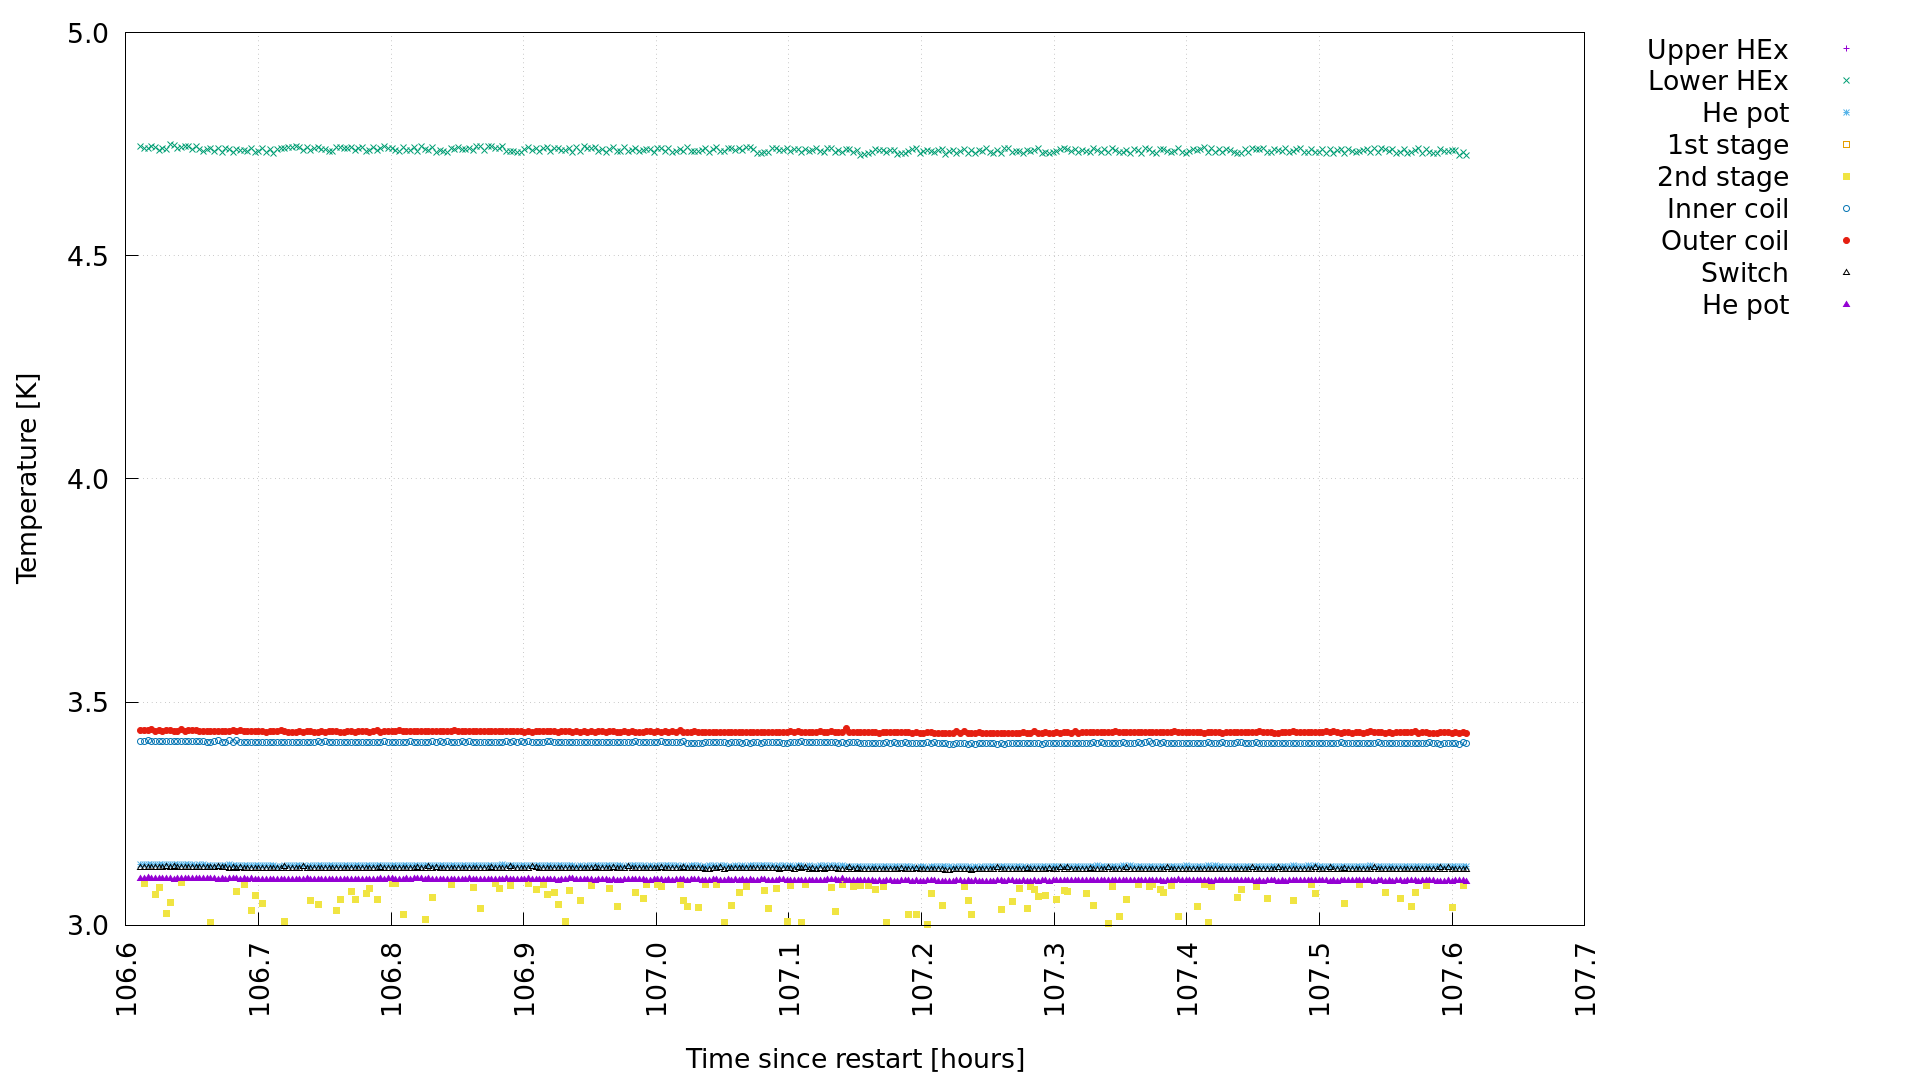 5.0
4.5
4.0
3.5
3.0
Temperature [K]
106.6
106.7
106.8
106.9
107.0
107.1
107.2
107.3
107.4
107.5
107.6
107.7
Time since restart [hours]
Upper HEx
Lower HEx
He pot
1st stage
2nd stage
Inner coil
Outer coil
Switch
He pot